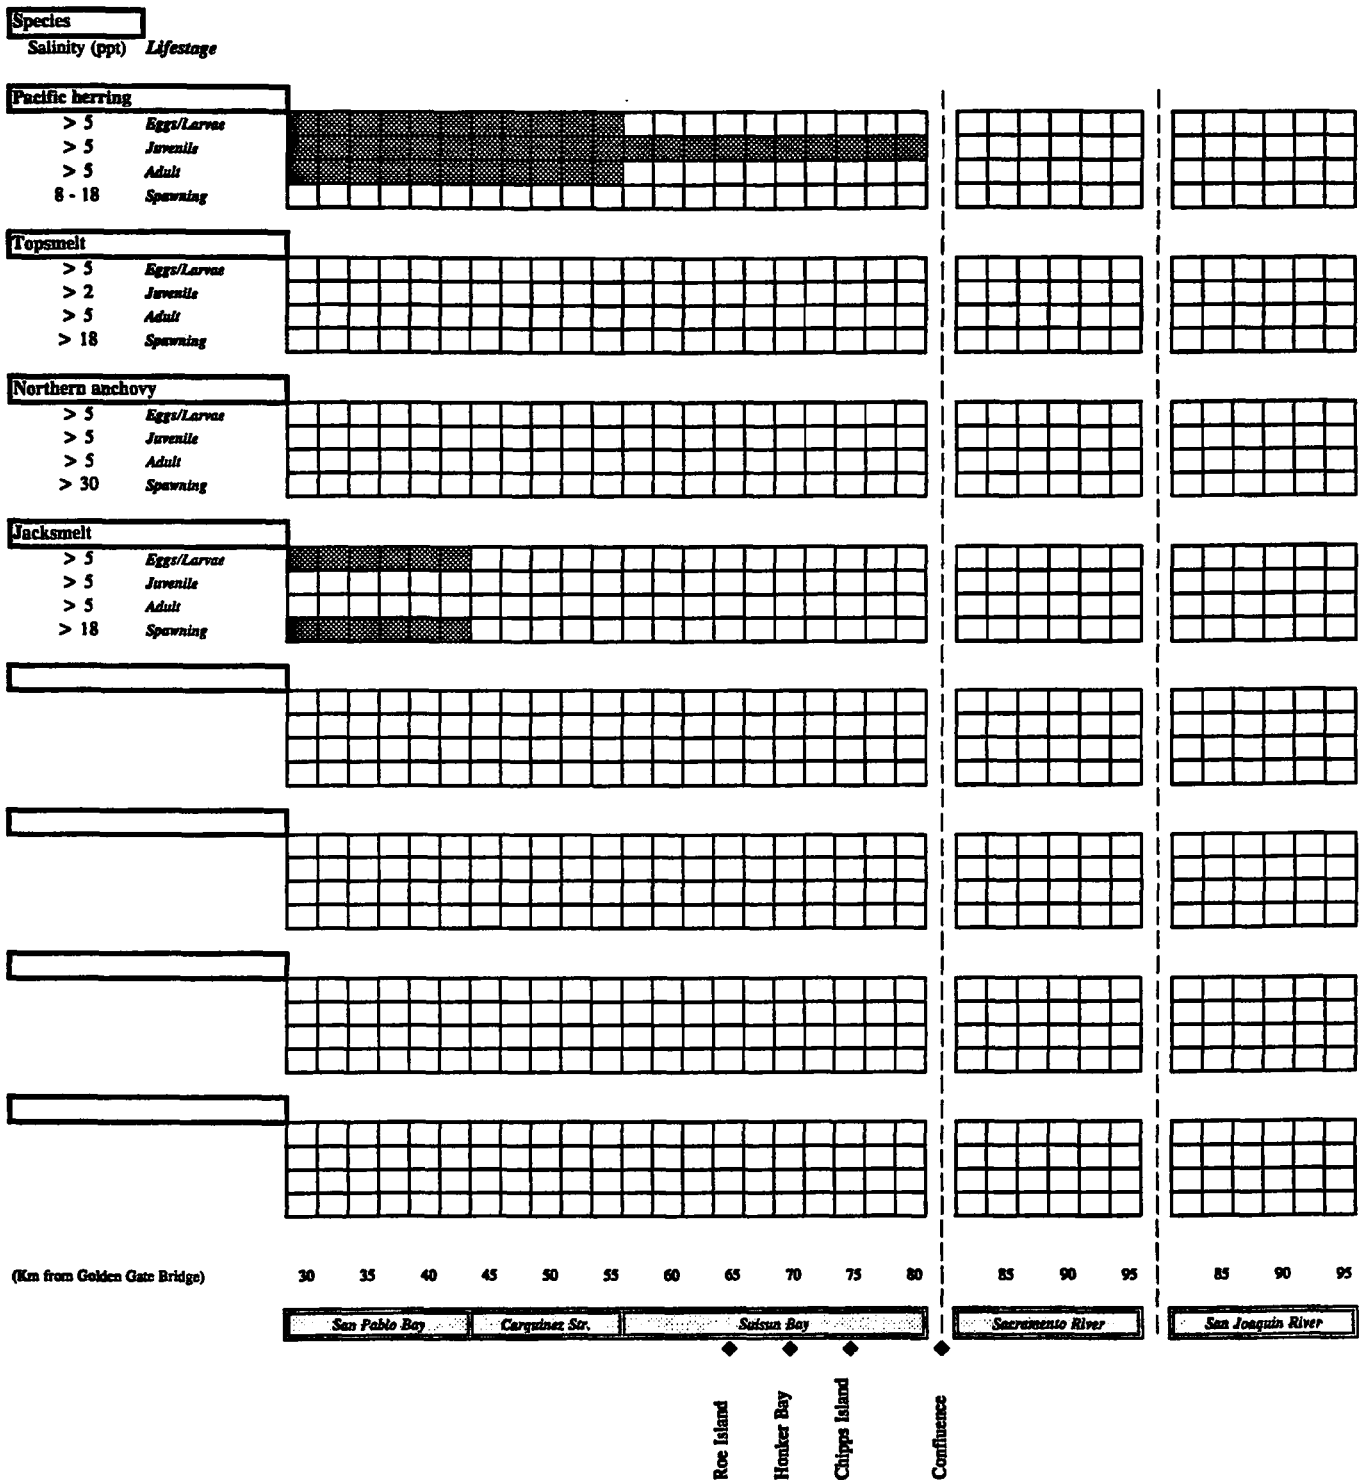 Species
Salinity (ppt) Lifestage
Pacific herring
> 5 Eggs/Larvae
> 5 Juvenile
> 5 Adult
8 - 18 Spawning
Topsmelt
> 5 Eggs/Larvae
> 2 Juvenile
> 5 Adult
> 18 Spawning
Northern anchovy
> 5 Eggs/Larvae
> 5 Juvenile
> 5 Adult
> 30 Spawning
Jacksmelt
> 5 Eggs/Larvae
> 5 Juvenile
> 5 Adult
> 18 Spawning
(Km from Golden Gate Bridge) 30 35 40 45 50 55 60 65 70 75 80 85 90 95 85 90 95
San Pablo Bay Carquinez Str. Suisun Bay Sacramento River San Joaquin River
Roe Island
Honker Bay
Chipps Island
Confluence